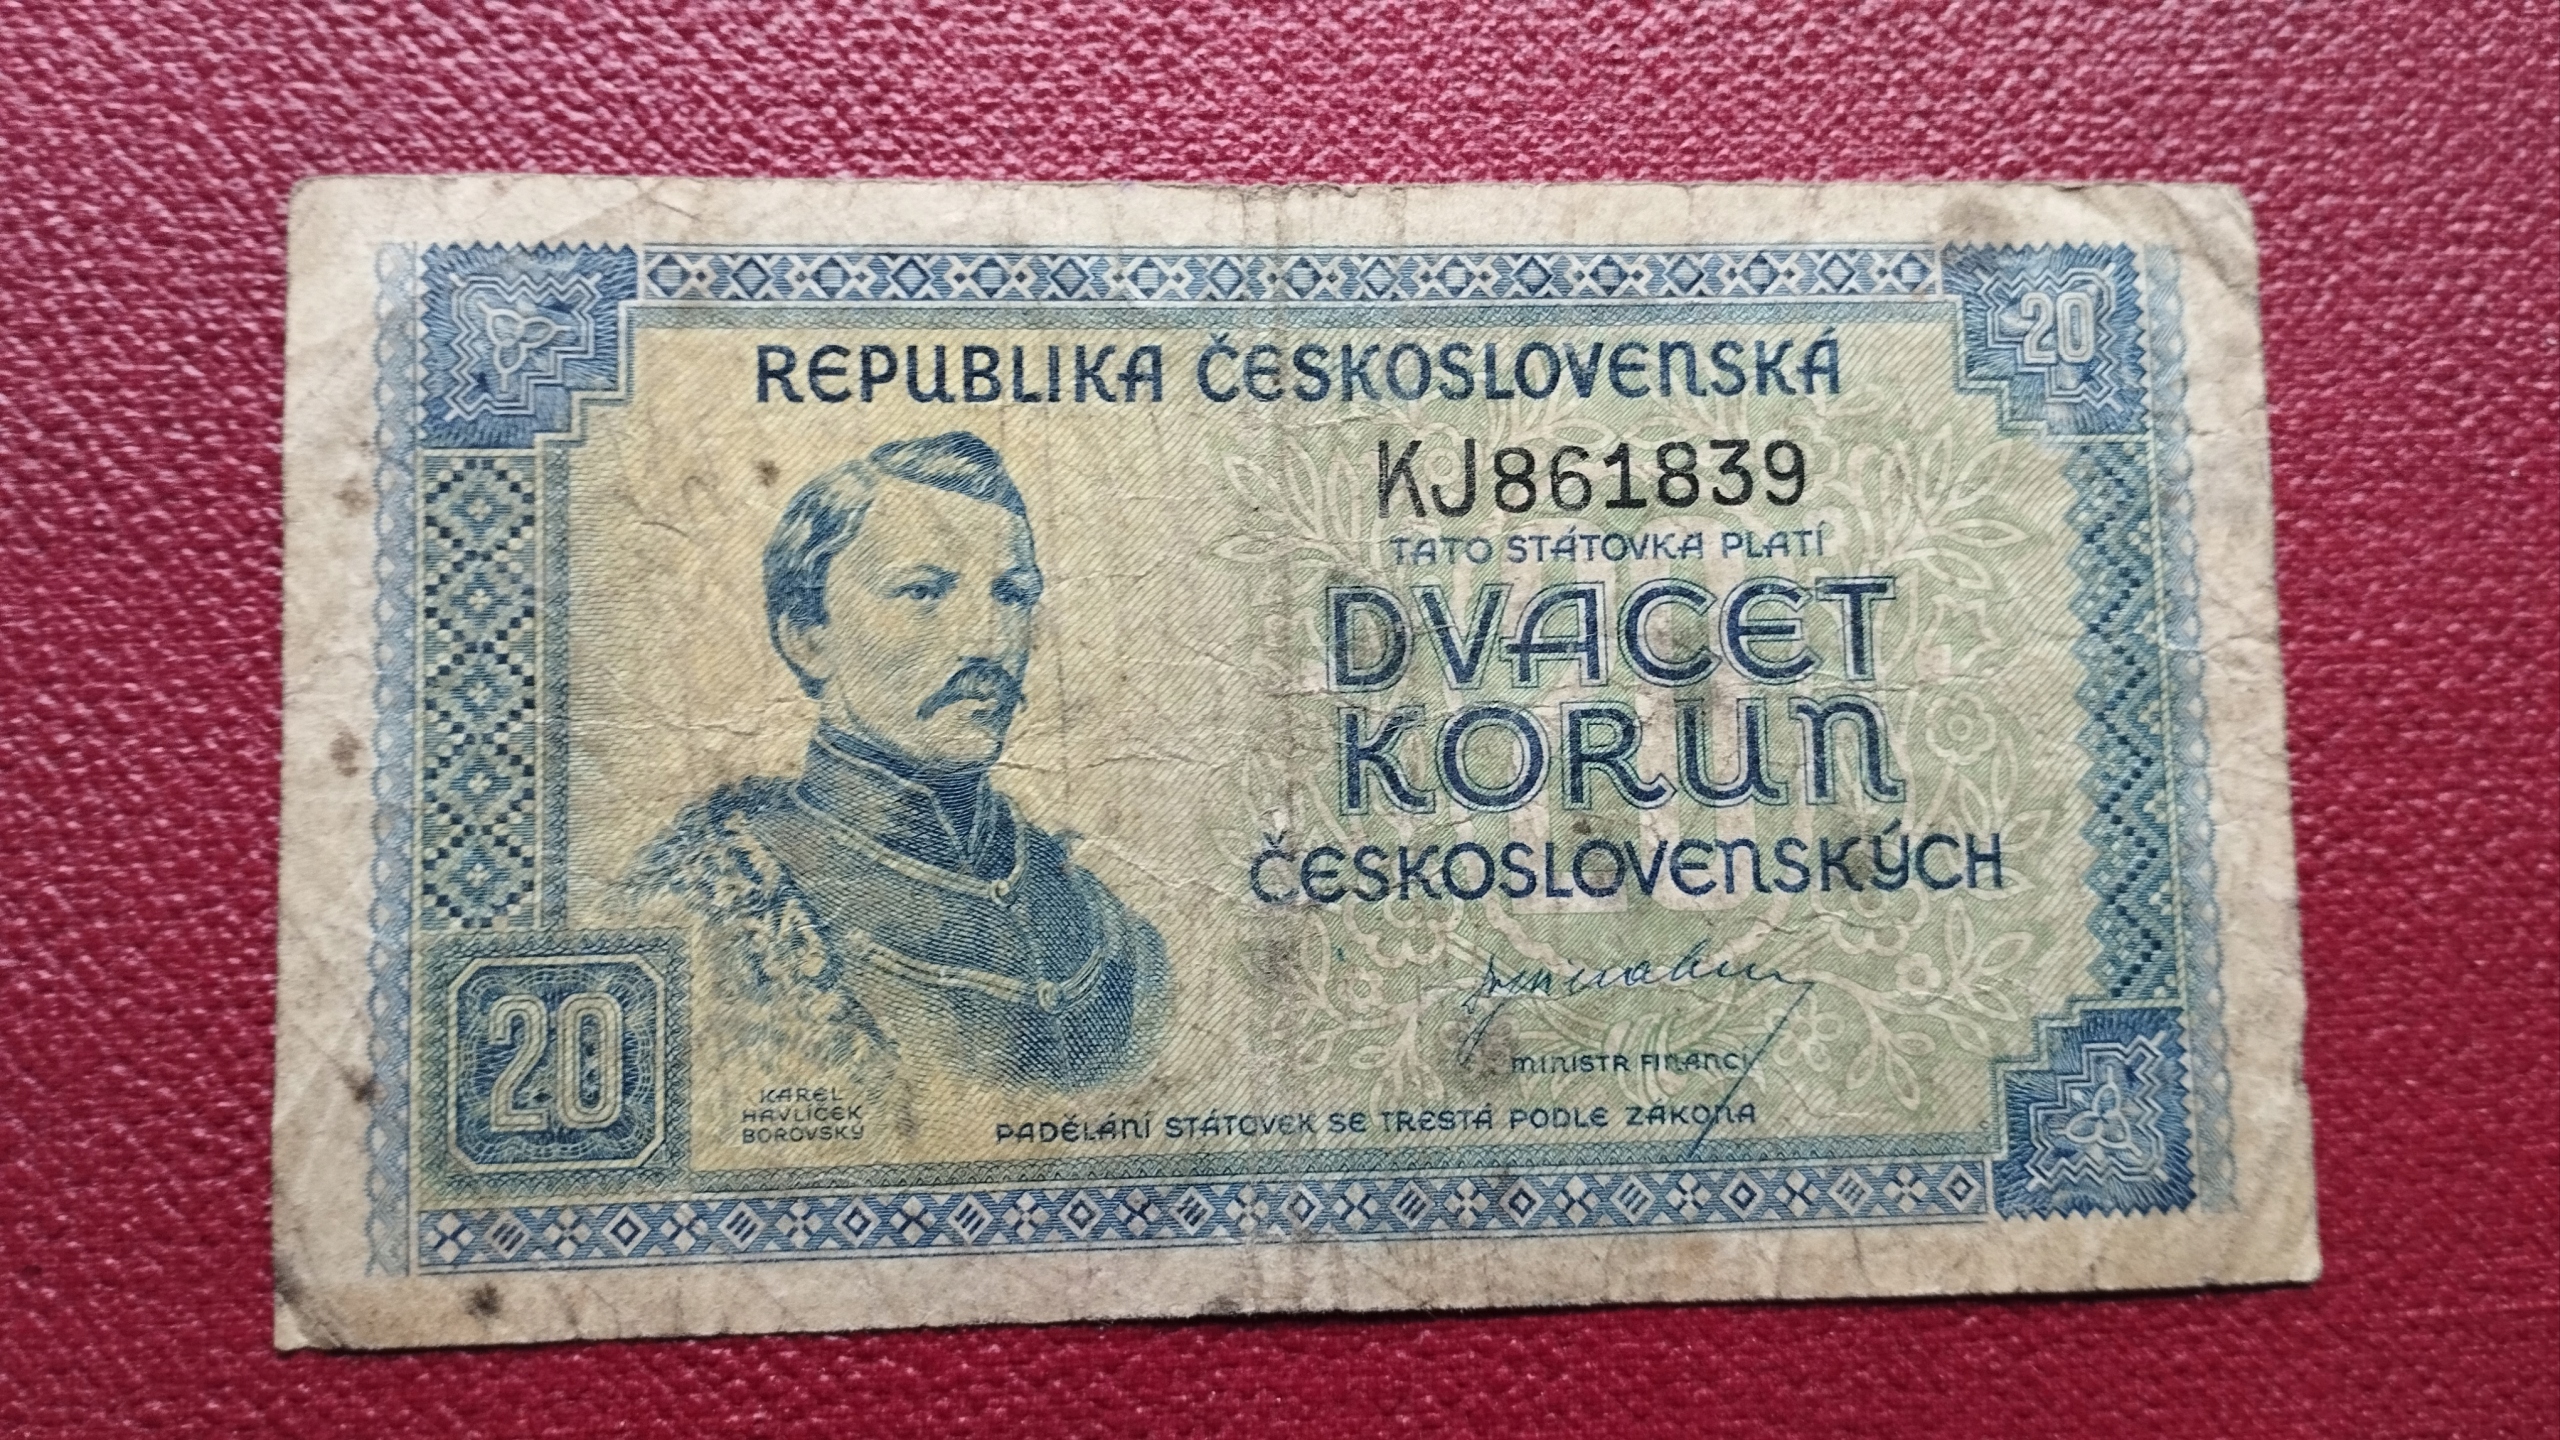 20
REPUBLIKA ČESKOSLOVENSKÁ
KJ861839
TATO STÁTOVKA PLATÍ
DVACET
KORUN
ČESKOSLOVENSKÝCH
MINISTR FINANCÍ
20
KAREL
HAVLÍČEK
BOROVSKÝ
PADĚLÁNÍ STÁTOVEK SE TRESTÁ PODLE ZÁKONA